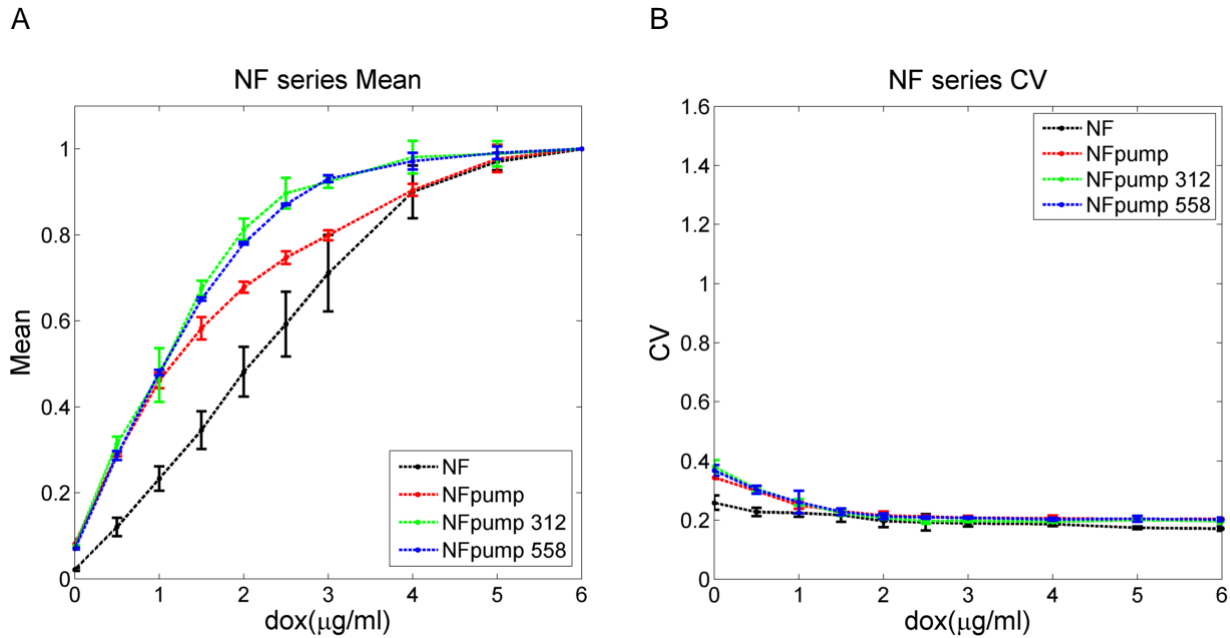 A
NF series Mean
Mean
1
0.8
0.6
0.4
0.2
0
0 1 2 3 4 5 6
dox(μg/ml)
NF
NFpump
NFpump 312
NFpump 558
B
NF series CV
CV
1.6
1.4
1.2
1
0.8
0.6
0.4
0.2
0
0 1 2 3 4 5 6
dox(μg/ml)
NF
NFpump
NFpump 312
NFpump 558